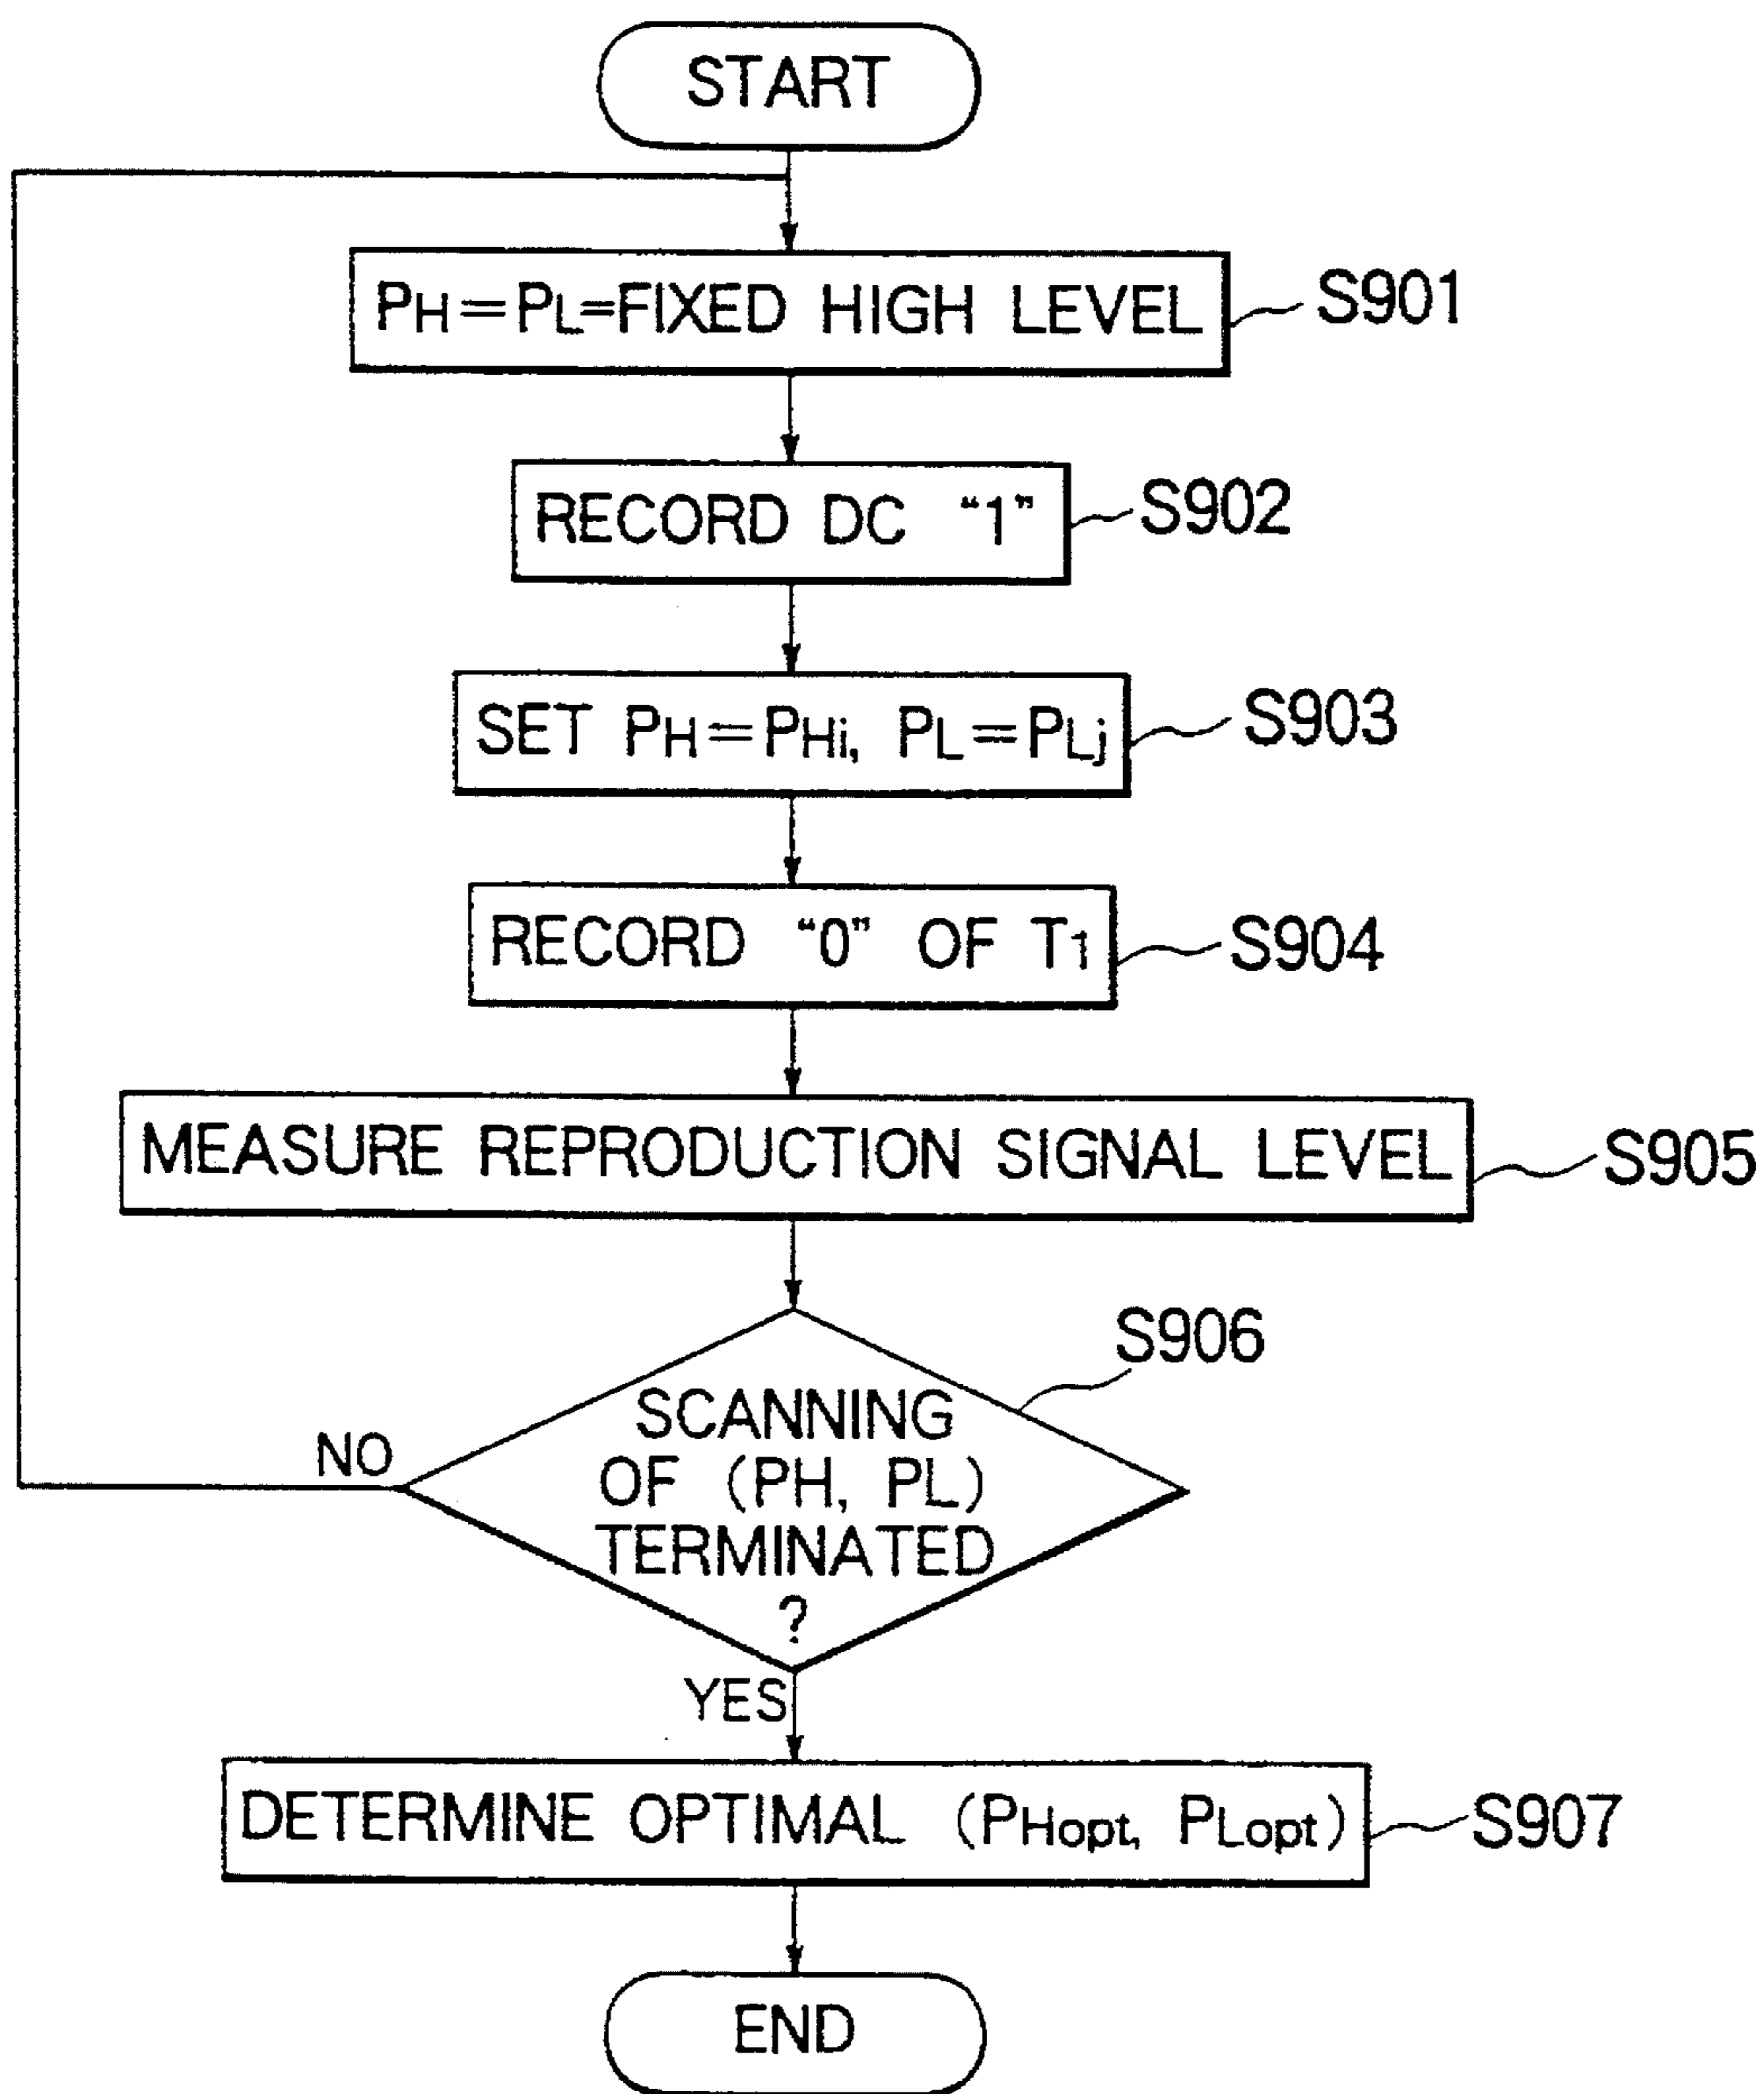 START
PH=PL=FIXED HIGH LEVEL
S901
RECORD DC “1”
S902
SET PH=PHi, PL=PLj
S903
RECORD “0” OF T1
S904
MEASURE REPRODUCTION SIGNAL LEVEL
S905
S906
SCANNING
OF (PH, PL)
TERMINATED
?
NO
YES
DETERMINE OPTIMAL (PHopt, PLopt)
S907
END